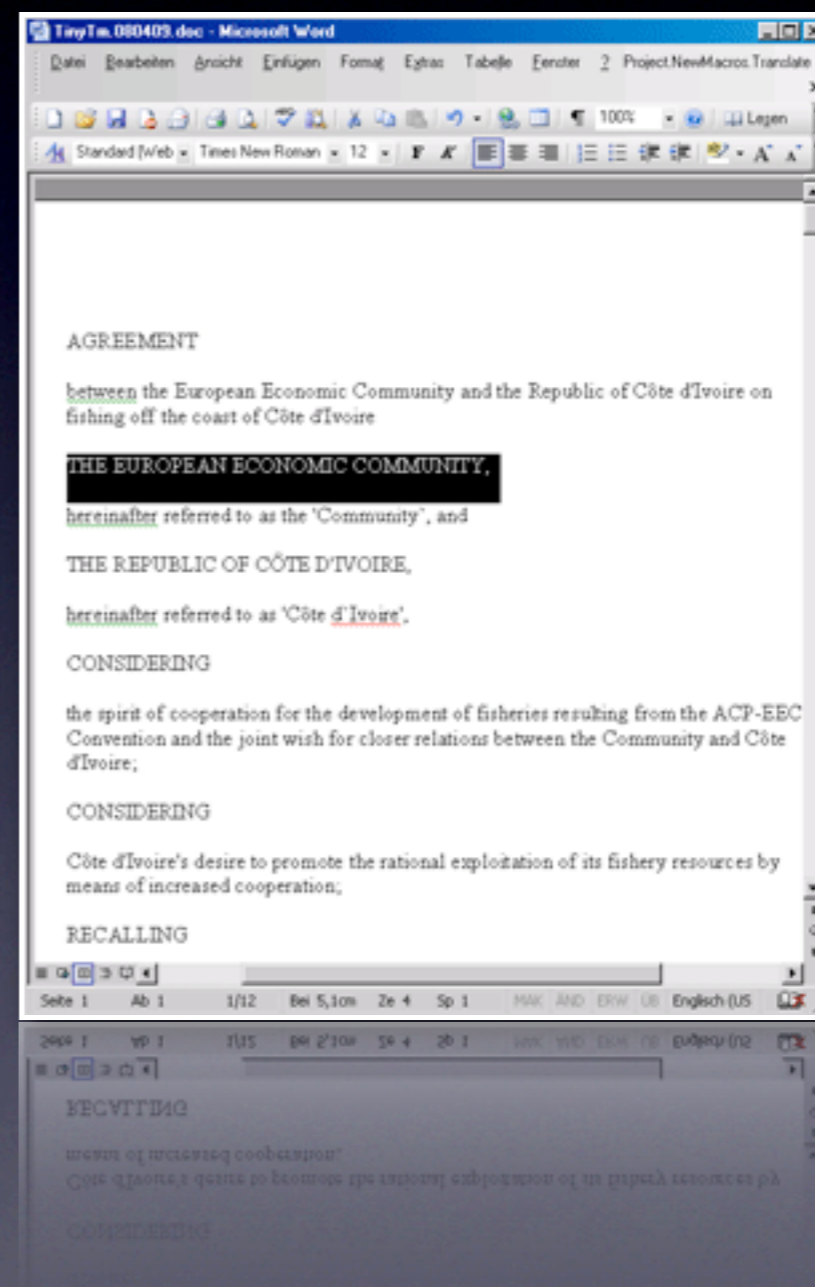 TinyTm.080409.doc - Microsoft Word
Datei Bearbeiten Ansicht Einfügen Format Extras Tabelle Fenster ? Project.NewMacros.Translate
100% Lesen
Standard (Web Times New Roman 12 F K
AGREEMENT
between the European Economic Community and the Republic of Côte d'Ivoire on
fishing off the coast of Côte d'Ivoire
THE EUROPEAN ECONOMIC COMMUNITY,
hereinafter referred to as the 'Community`, and
THE REPUBLIC OF CÔTE D'IVOIRE,
hereinafter referred to as 'Côte d`Ivoire',
CONSIDERING
the spirit of cooperation for the development of fisheries resulting from the ACP-EEC
Convention and the joint wish for closer relations between the Community and Côte
d'Ivoire;
CONSIDERING
Côte d'Ivoire's desire to promote the rational exploitation of its fishery resources by
means of increased cooperation;
RECALLING
Seite 1 Ab 1 1/12 Bei 5,1cm Ze 4 Sp 1 MAK ÄND ERW ÜB Englisch (US